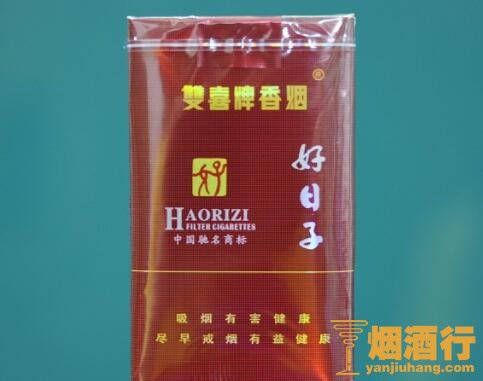 雙喜牌香烟
®
好日子
好
HAORIZI
FILTER CIGARETTES
中国驰名商标
吸烟有害健康
尽早戒烟有益健康
烟酒行
yanjiuhang.com